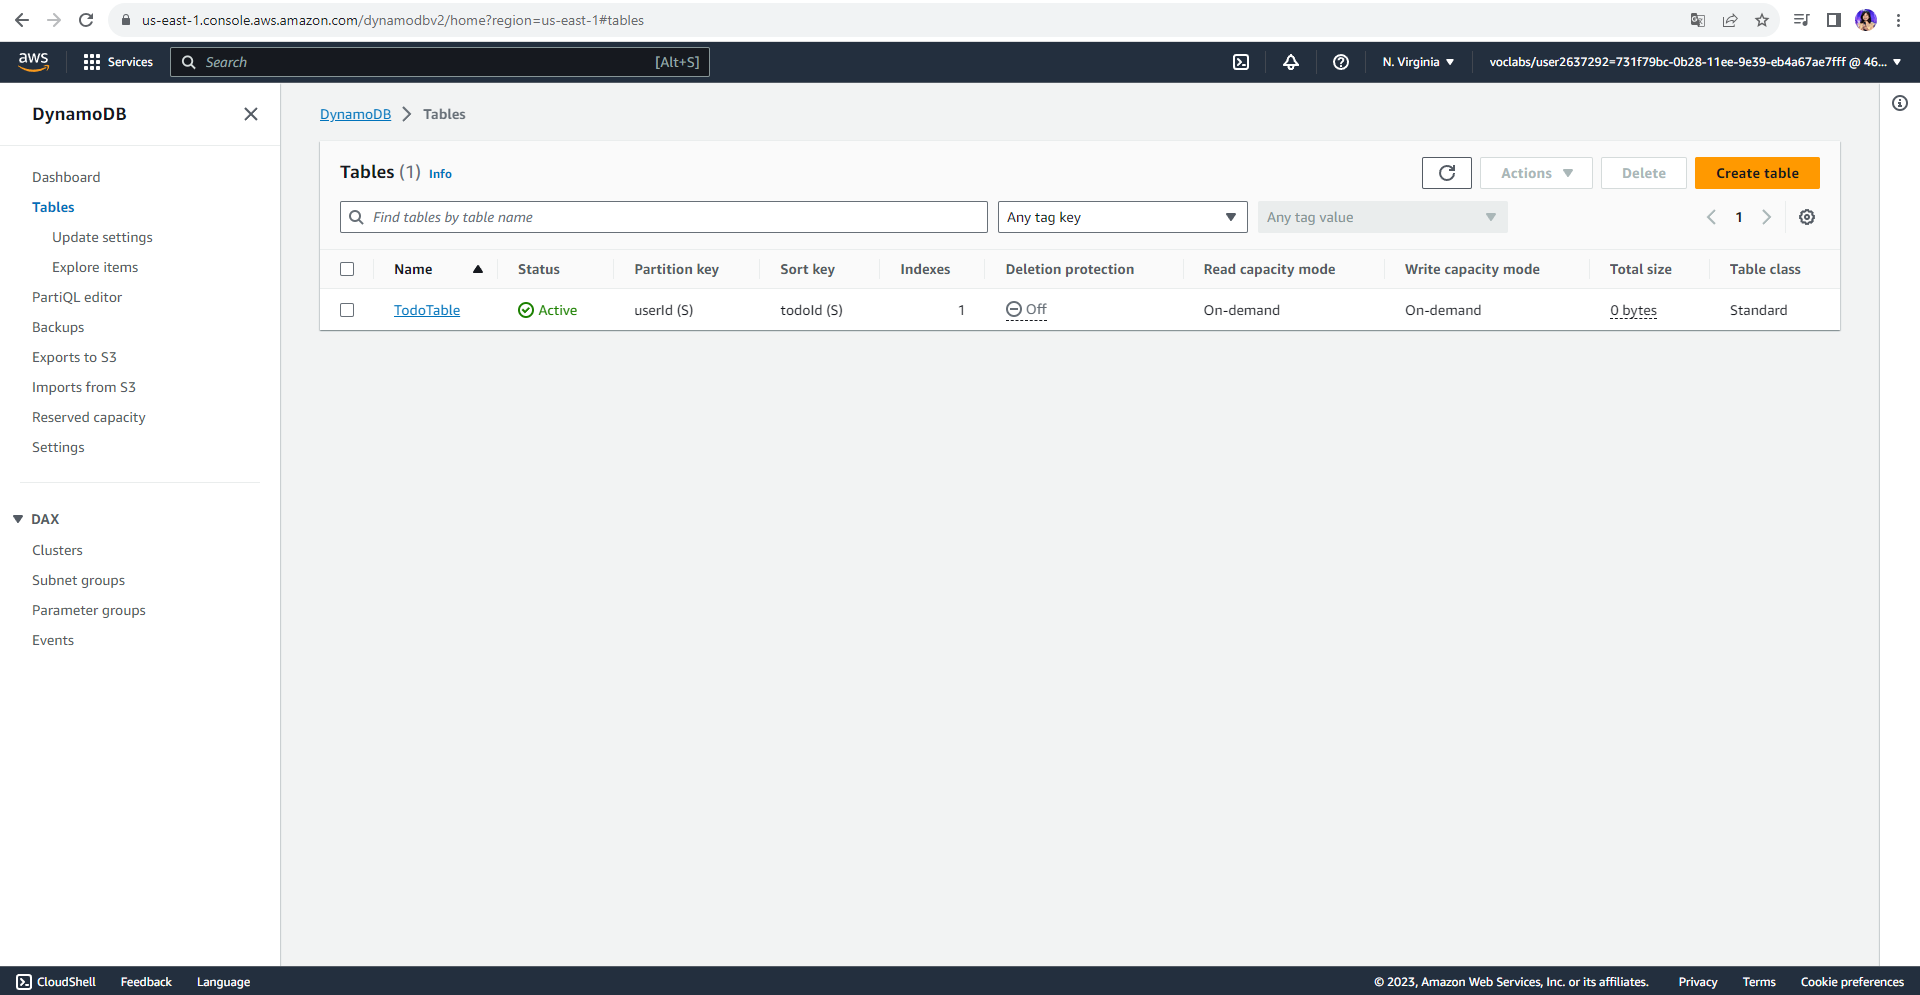 us-east-1.console.aws.amazon.com/dynamodbv2/home?region=us-east-1#tables
aws Services Search [Alt+S] N. Virginia voclabs/user2637292=731f79bc-0b28-11ee-9e39-eb4a67ae7fff @ 46...
DynamoDB
Dashboard
Tables
Update settings
Explore items
PartiQL editor
Backups
Exports to S3
Imports from S3
Reserved capacity
Settings
DAX
Clusters
Subnet groups
Parameter groups
Events
DynamoDB Tables
Tables (1) Info Actions Delete Create table
Find tables by table name Any tag key Any tag value 1
Name Status Partition key Sort key Indexes Deletion protection Read capacity mode Write capacity mode Total size Table class
TodoTable Active userId (S) todoId (S) 1 Off On-demand On-demand 0 bytes Standard
CloudShell Feedback Language © 2023, Amazon Web Services, Inc. or its affiliates. Privacy Terms Cookie preferences